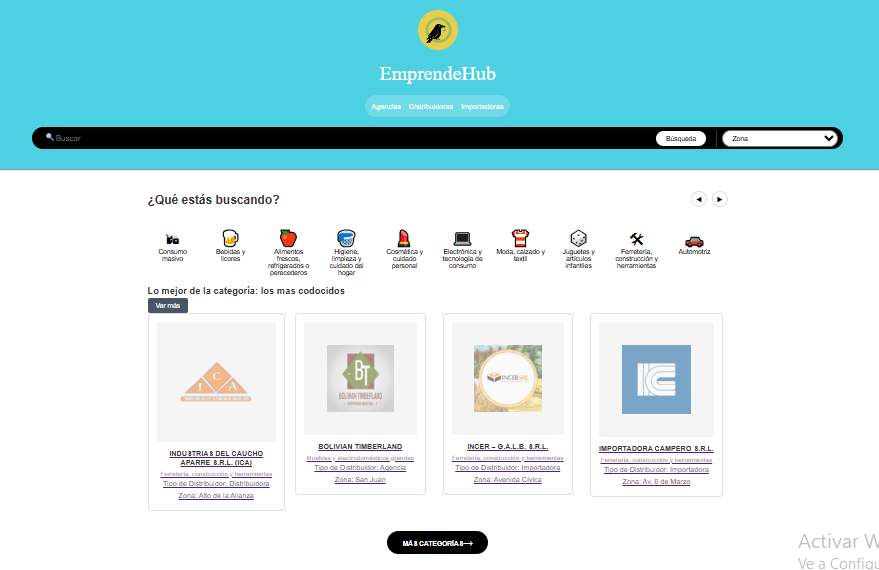 EmprendeHub
Agencias Distribuidoras Importadoras
Buscar
Búsqueda
Zona
¿Qué estás buscando?
Consumo
masivo
Bebidas y
licores
Alimentos
frescos,
refrigerados o
perecederos
Higiene,
limpieza y
cuidado del
hogar
Cosmética y
cuidado
personal
Electrónica y
tecnología de
consumo
Moda, calzado y
textil
Juguetes y
artículos
infantiles
Ferretería,
construcción y
herramientas
Automotriz
Lo mejor de la categoría: los mas codocidos
Ver más
ICA
INDUSTRIAS DEL CAUCHO
APARRE S.R.L. (ICA)
Ferretería, construcción y herramientas
Tipo de Distribuidor: Distribuidora
Zona: Alto de la Alianza
BT
BOLIVIAN TIMBERLAND
BOLIVIAN TIMBERLAND
Muebles y electrodomésticos grandes
Tipo de Distribuidor: Agencia
Zona: San Juan
INCER SRL
INCER – G.A.L.B. S.R.L.
Ferretería, construcción y herramientas
Tipo de Distribuidor: Importadora
Zona: Avenida Cívica
IMPORTADORA CAMPERO S.R.L.
Ferretería, construcción y herramientas
Tipo de Distribuidor: Importadora
Zona: Av. 6 de Marzo
MÁS CATEGORÍAS⟶
Activar W
Ve a Configu